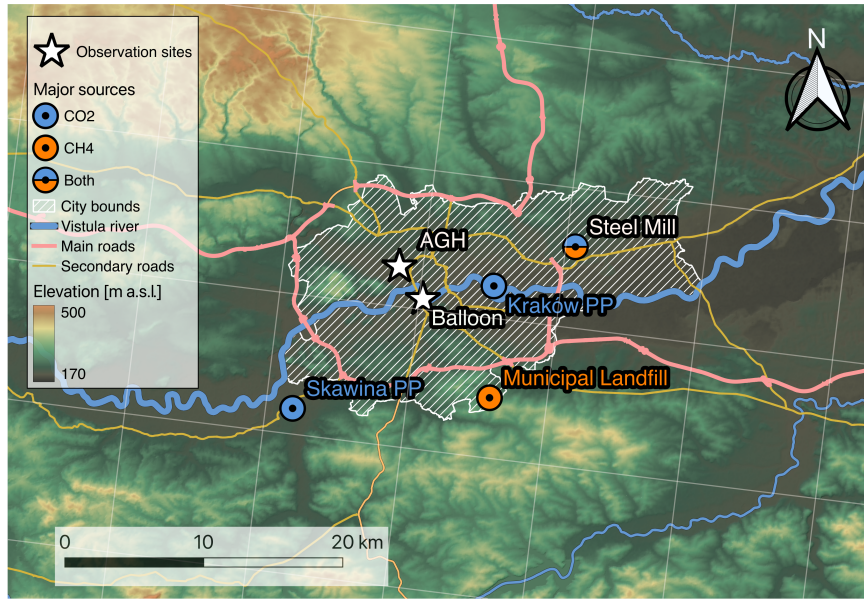 Observation sites
Major sources
CO2
CH4
Both
City bounds
Vistula river
Main roads
Secondary roads
Elevation [m a.s.l.]
500
170
N
AGH
Steel Mill
Kraków PP
Balloon
Skawina PP
Municipal Landfill
0 10 20 km